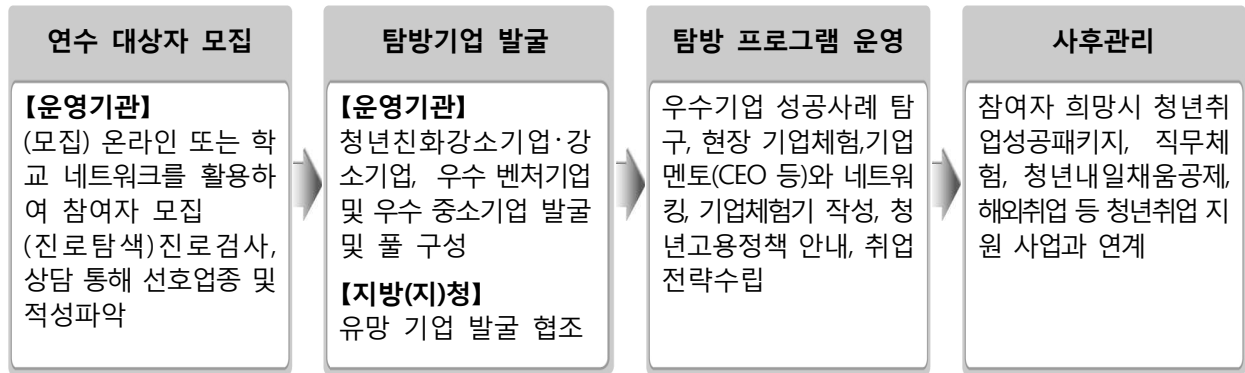 연수 대상자 모집
【운영기관】
(모집) 온라인 또는 학
교 네트워크를 활용하
여 참여자 모집
(진로탐색)진로검사,
상담 통해 선호업종 및
적성파악
탐방기업 발굴
【운영기관】
청년친화강소기업·강
소기업, 우수 벤처기업
및 우수 중소기업 발굴
및 풀 구성
【지방(지)청】
유망 기업 발굴 협조
탐방 프로그램 운영
우수기업 성공사례 탐
구, 현장 기업체험,기업
멘토(CEO 등)와 네트워
킹, 기업체험기 작성, 청
년고용정책 안내, 취업
전략수립
사후관리
참여자 희망시 청년취
업성공패키지, 직무체
험, 청년내일채움공제,
해외취업 등 청년취업 지
원 사업과 연계